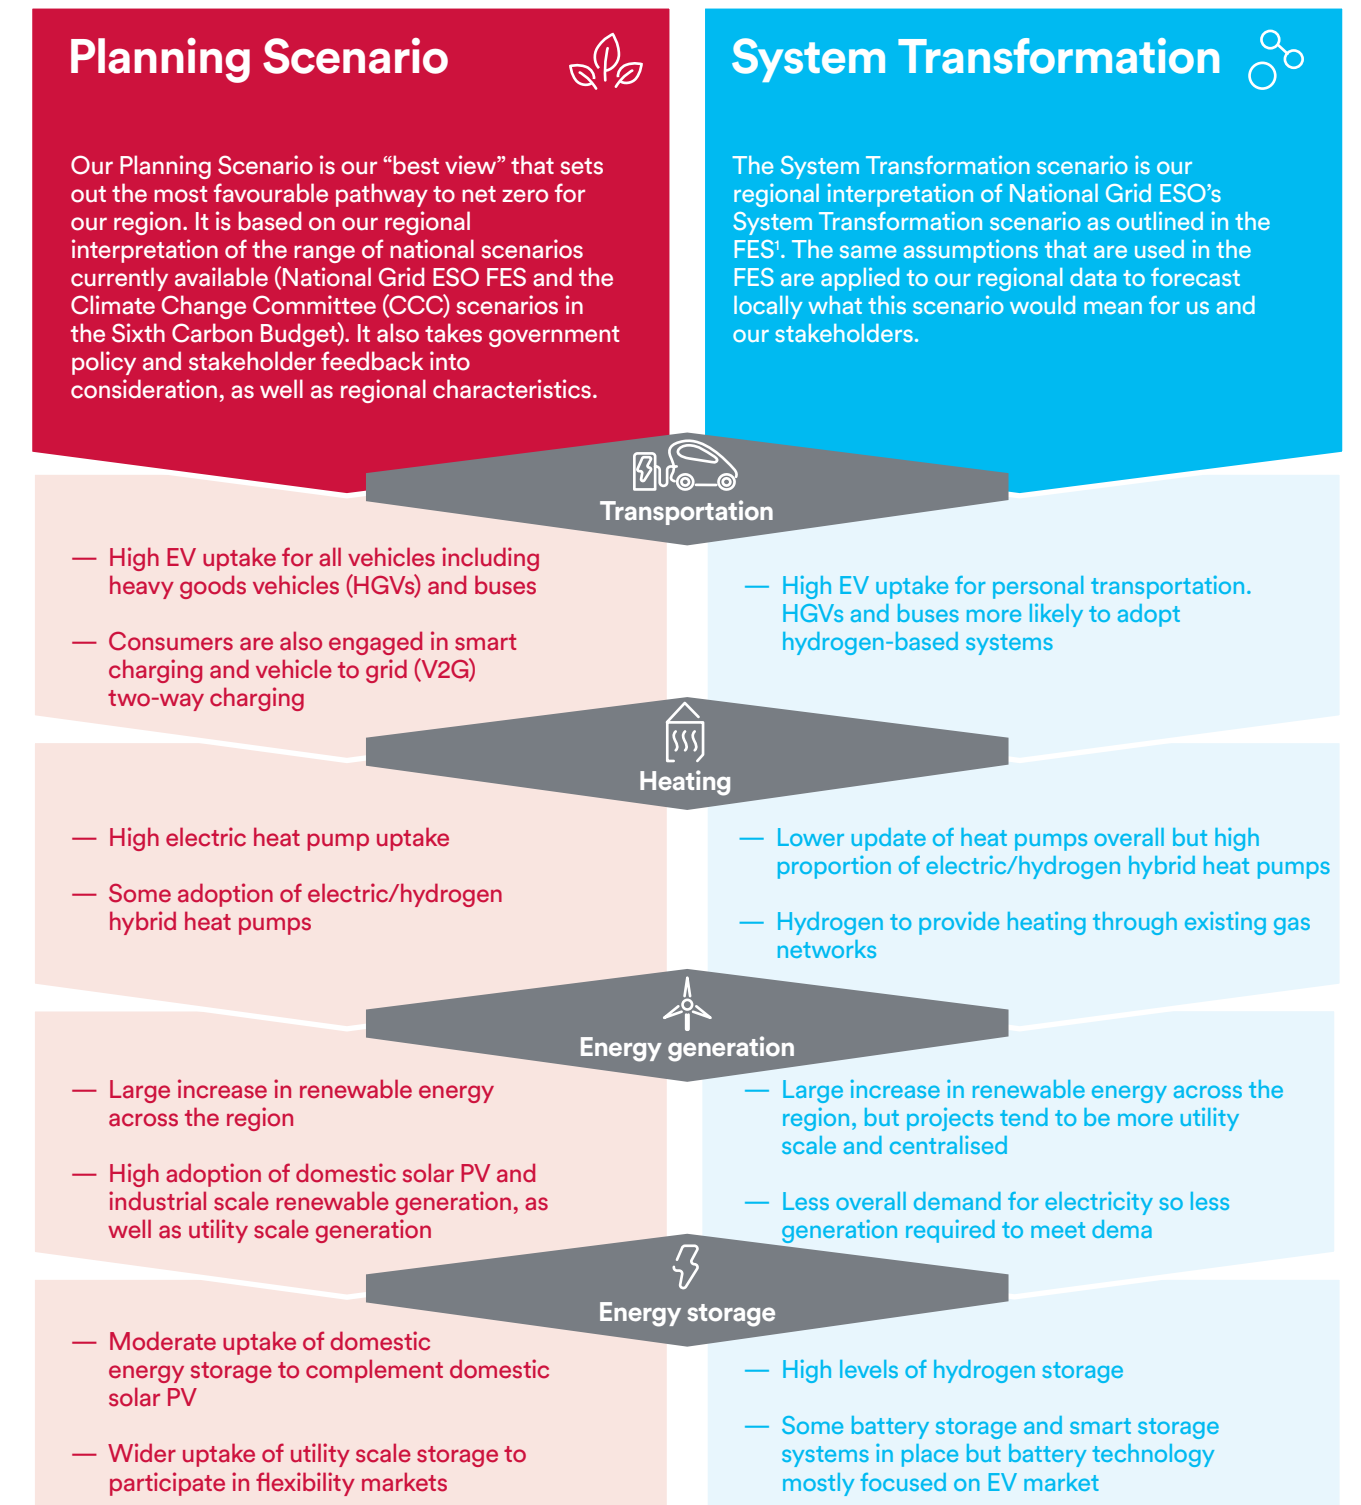 Planning Scenario
Our Planning Scenario is our “best view” that sets
out the most favourable pathway to net zero for
our region. It is based on our regional
interpretation of the range of national scenarios
currently available (National Grid ESO FES and the
Climate Change Committee (CCC) scenarios in
the Sixth Carbon Budget). It also takes government
policy and stakeholder feedback into
consideration, as well as regional characteristics.
System Transformation
The System Transformation scenario is our
regional interpretation of National Grid ESO’s
System Transformation scenario as outlined in the
FES¹. The same assumptions that are used in the
FES are applied to our regional data to forecast
locally what this scenario would mean for us and
our stakeholders.
Transportation
— High EV uptake for all vehicles including
heavy goods vehicles (HGVs) and buses
— Consumers are also engaged in smart
charging and vehicle to grid (V2G)
two-way charging
— High EV uptake for personal transportation.
HGVs and buses more likely to adopt
hydrogen-based systems
Heating
— High electric heat pump uptake
— Some adoption of electric/hydrogen
hybrid heat pumps
— Lower update of heat pumps overall but high
proportion of electric/hydrogen hybrid heat pumps
— Hydrogen to provide heating through existing gas
networks
Energy generation
— Large increase in renewable energy
across the region
— High adoption of domestic solar PV and
industrial scale renewable generation, as
well as utility scale generation
— Large increase in renewable energy across the
region, but projects tend to be more utility
scale and centralised
— Less overall demand for electricity so less
generation required to meet dema
Energy storage
— Moderate uptake of domestic
energy storage to complement domestic
solar PV
— Wider uptake of utility scale storage to
participate in flexibility markets
— High levels of hydrogen storage
— Some battery storage and smart storage
systems in place but battery technology
mostly focused on EV market